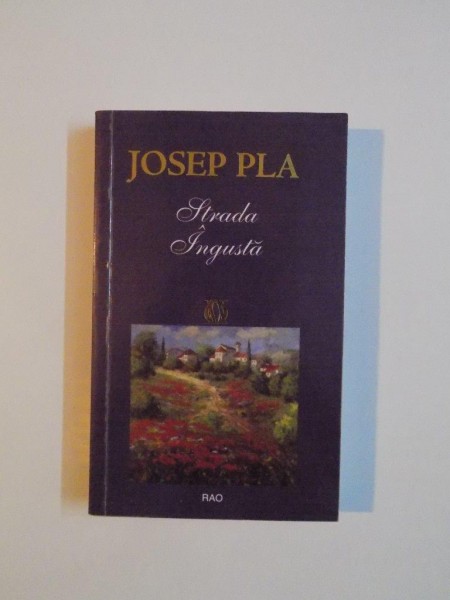 JOSEP PLA
Strada
Îngustă
RAO